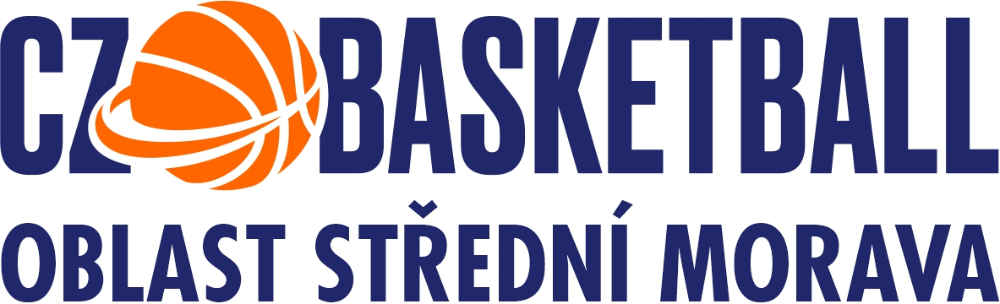 CZ BASKETBALL
OBLAST STŘEDNÍ MORAVA